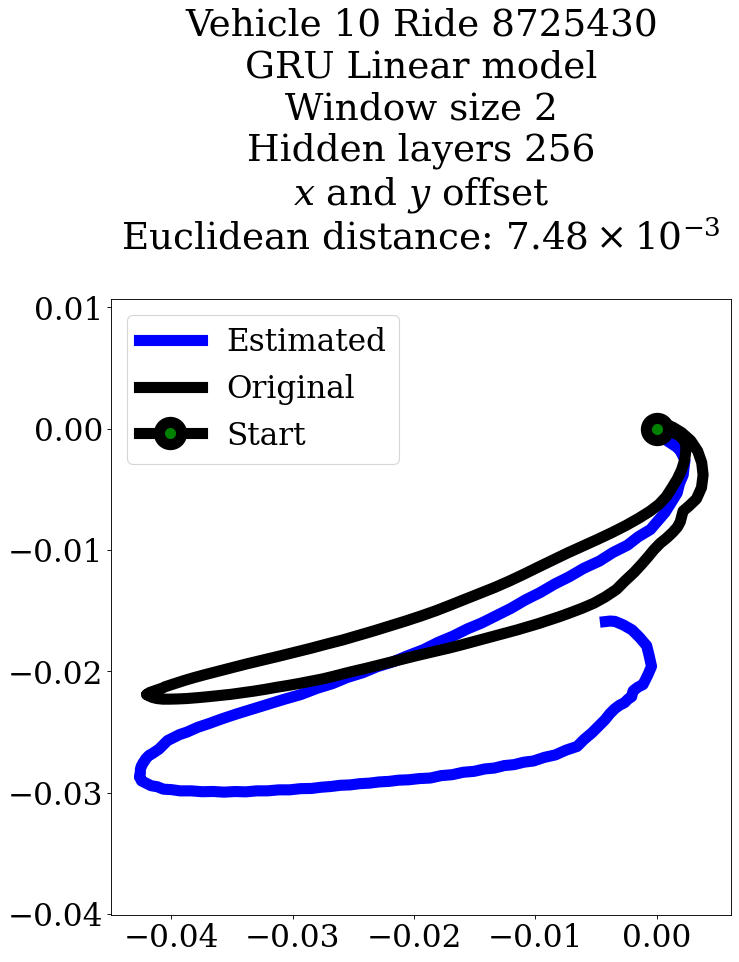 Vehicle 10 Ride 8725430
GRU Linear model
Window size 2
Hidden layers 256
x and y offset
Euclidean distance: 7.48 × 10⁻³
0.01
0.00
−0.01
−0.02
−0.03
−0.04
Estimated
Original
Start
−0.04 −0.03 −0.02 −0.01 0.00